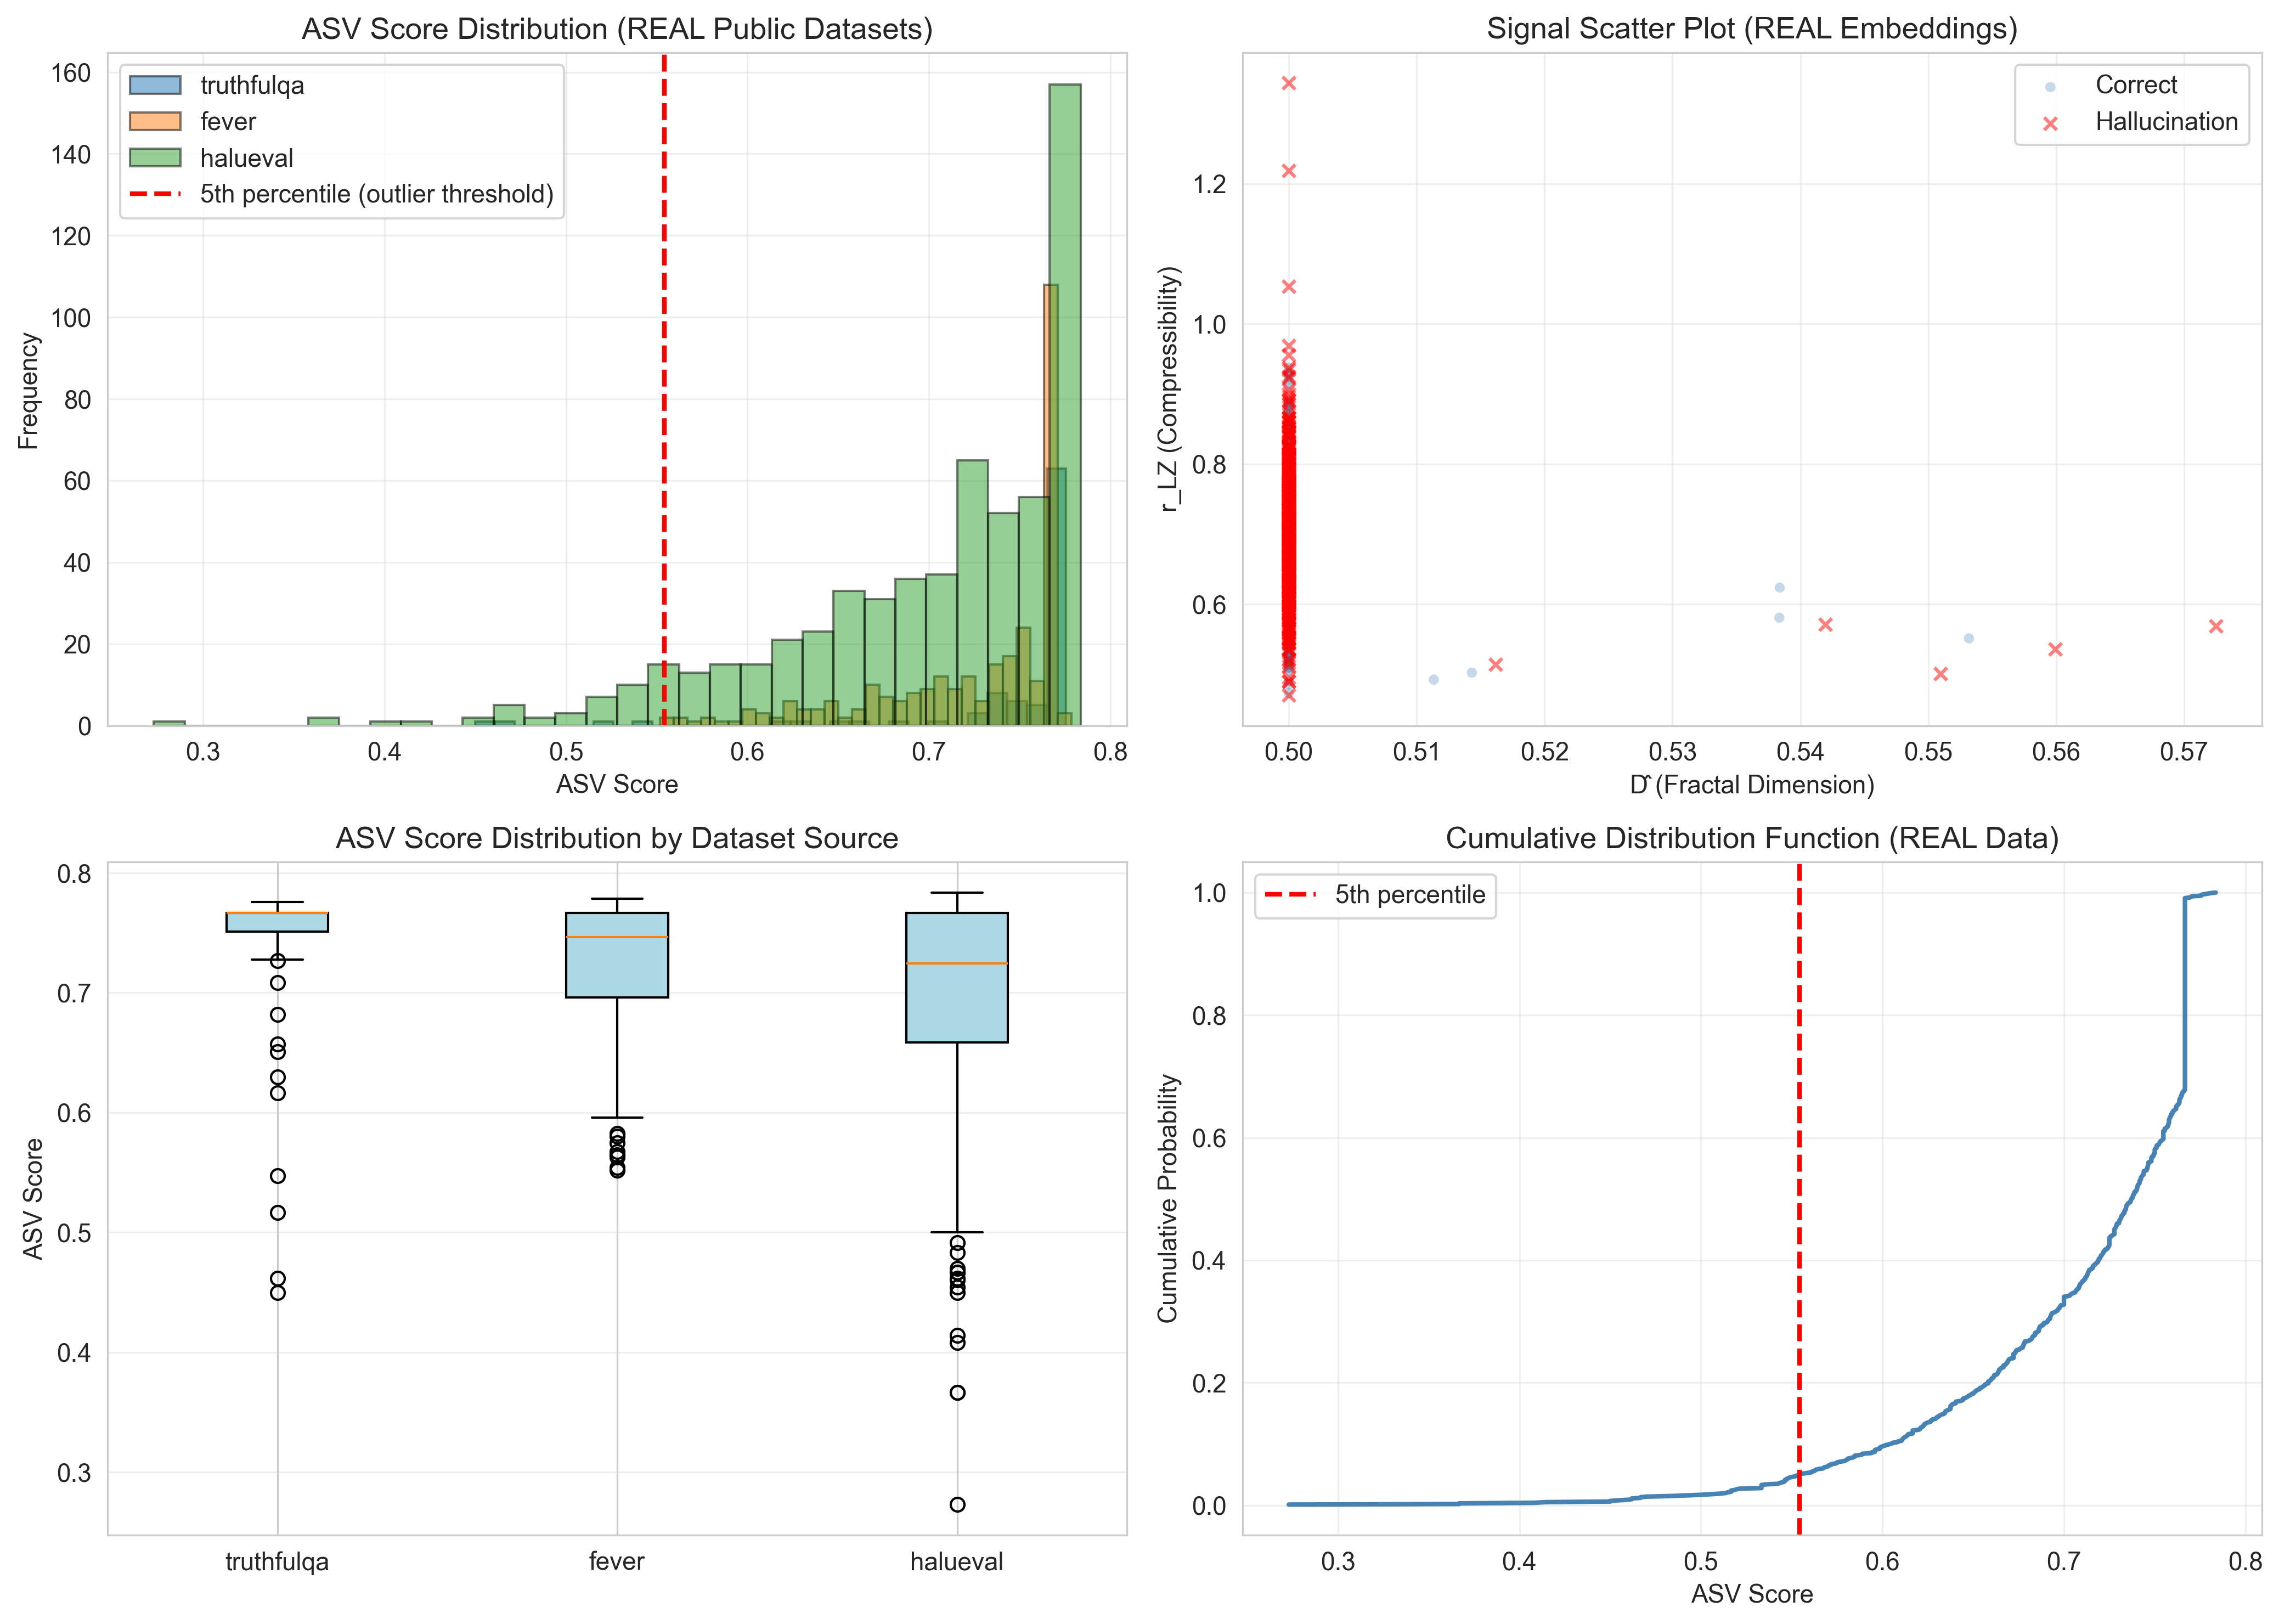 ASV Score Distribution (REAL Public Datasets)
truthfulqa
fever
halueval
5th percentile (outlier threshold)
160
140
120
100
80
60
40
20
0
Frequency
0.3 0.4 0.5 0.6 0.7 0.8
ASV Score
Signal Scatter Plot (REAL Embeddings)
Correct
Hallucination
1.2
1.0
0.8
0.6
r_LZ (Compressibility)
0.50 0.51 0.52 0.53 0.54 0.55 0.56 0.57
D̂ (Fractal Dimension)
ASV Score Distribution by Dataset Source
0.8
0.7
0.6
0.5
0.4
0.3
ASV Score
truthfulqa fever halueval
Cumulative Distribution Function (REAL Data)
5th percentile
1.0
0.8
0.6
0.4
0.2
0.0
Cumulative Probability
0.3 0.4 0.5 0.6 0.7 0.8
ASV Score